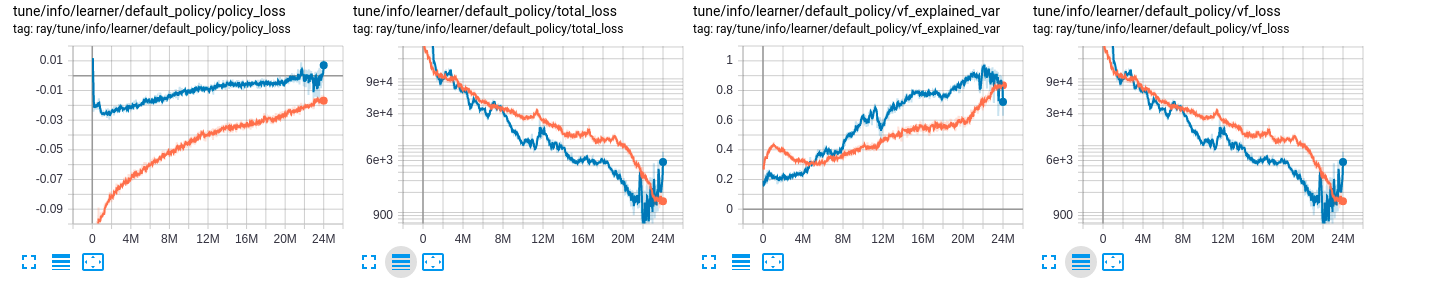 tune/info/learner/default_policy/policy_loss
tag: ray/tune/info/learner/default_policy/policy_loss
0.01
-0.01
-0.03
-0.05
-0.07
-0.09
0 4M 8M 12M 16M 20M 24M
tune/info/learner/default_policy/total_loss
tag: ray/tune/info/learner/default_policy/total_loss
9e+4
3e+4
6e+3
900
0 4M 8M 12M 16M 20M 24M
tune/info/learner/default_policy/vf_explained_var
tag: ray/tune/info/learner/default_policy/vf_explained_var
1
0.8
0.6
0.4
0.2
0
0 4M 8M 12M 16M 20M 24M
tune/info/learner/default_policy/vf_loss
tag: ray/tune/info/learner/default_policy/vf_loss
9e+4
3e+4
6e+3
900
0 4M 8M 12M 16M 20M 24M